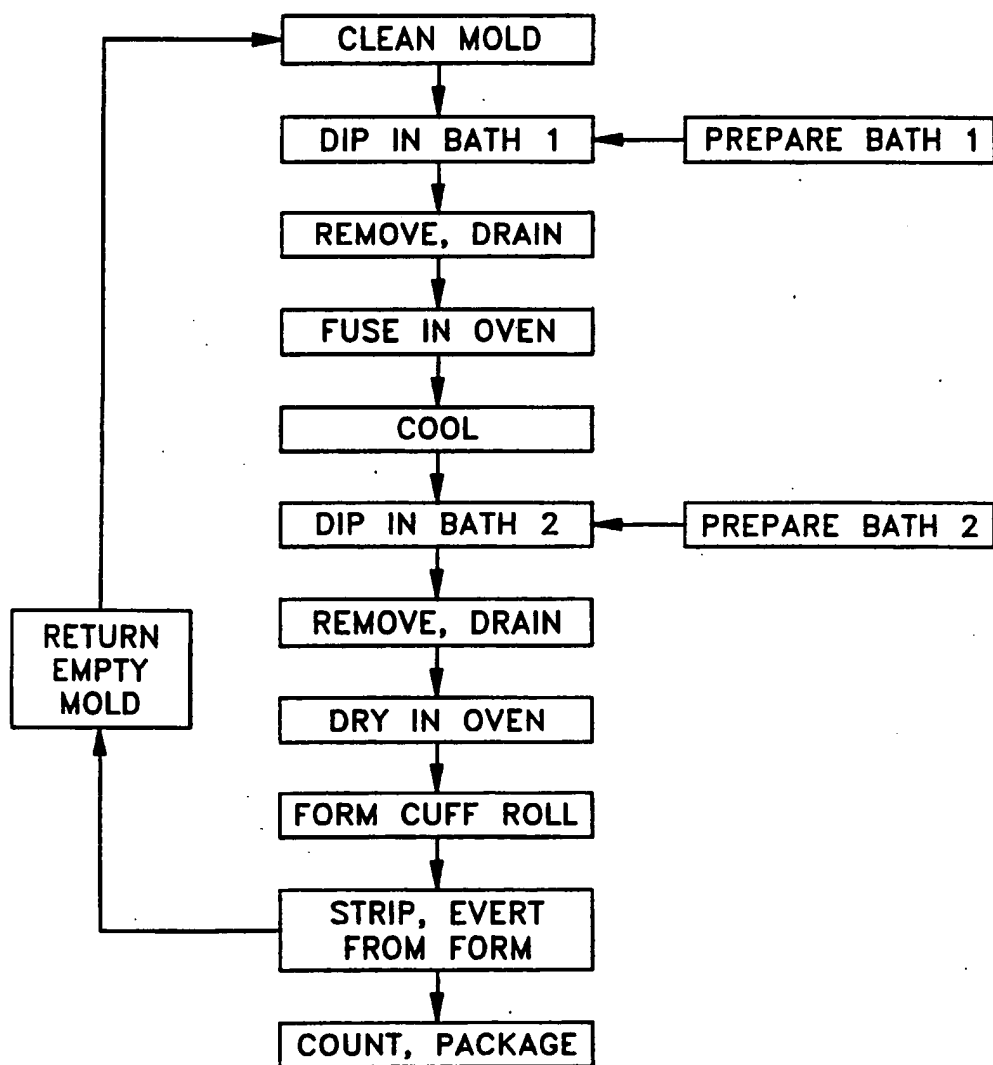 CLEAN MOLD
DIP IN BATH 1
PREPARE BATH 1
REMOVE, DRAIN
FUSE IN OVEN
COOL
DIP IN BATH 2
PREPARE BATH 2
REMOVE, DRAIN
RETURN
EMPTY
MOLD
DRY IN OVEN
FORM CUFF ROLL
STRIP, EVERT
FROM FORM
COUNT, PACKAGE